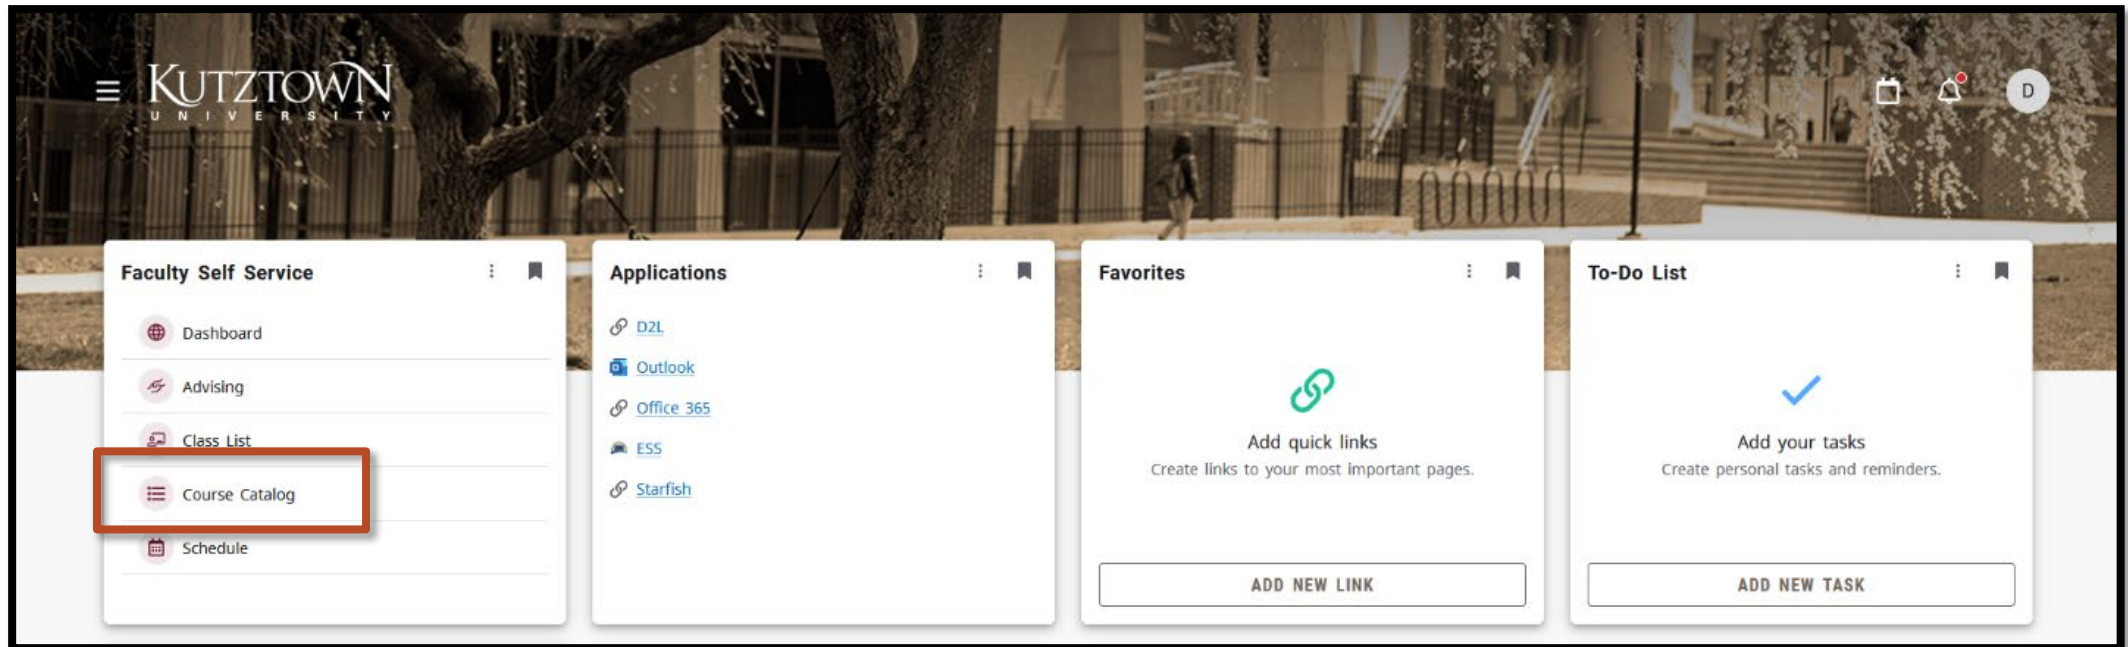 KUTZTOWN
UNIVERSITY
D
Faculty Self Service
Dashboard
Advising
Class List
Course Catalog
Schedule
Applications
D2L
Outlook
Office 365
ESS
Starfish
Favorites
Add quick links
Create links to your most important pages.
ADD NEW LINK
To-Do List
Add your tasks
Create personal tasks and reminders.
ADD NEW TASK